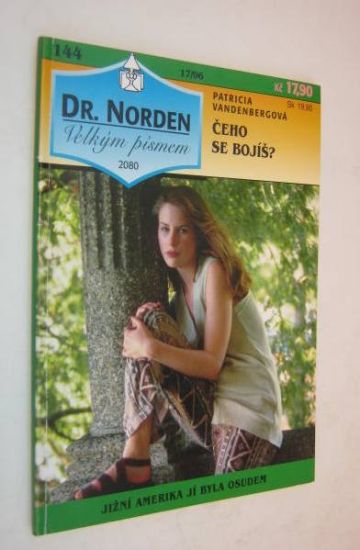 144
17/96
Kč 17,90
Sk 19,90
DR. NORDEN
Velkým písmem
2080
PATRICIA
VANDENBERGOVÁ
ČEHO
SE BOJÍŠ?
JIŽNÍ AMERIKA JÍ BYLA OSUDEM